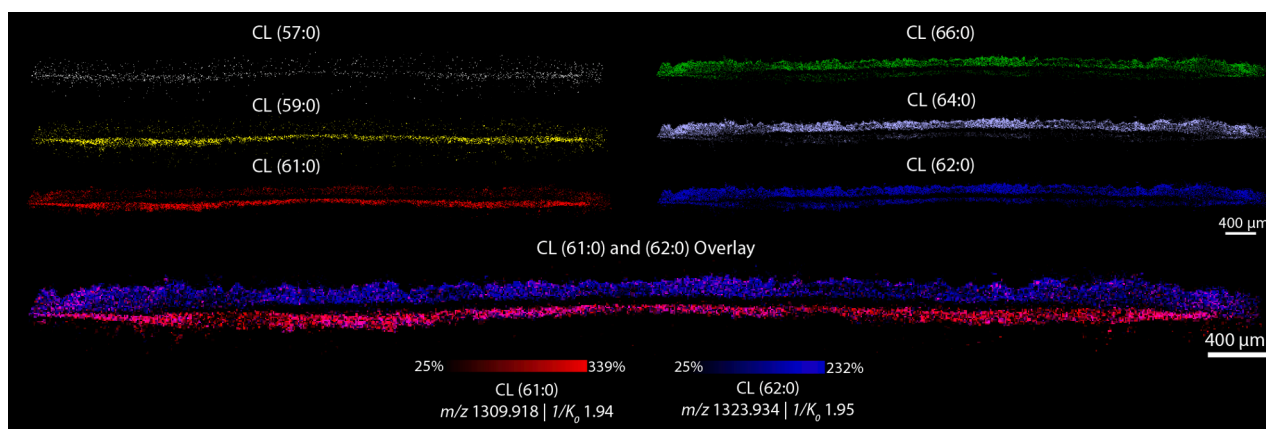 CL (57:0)
CL (66:0)
CL (59:0)
CL (64:0)
CL (61:0)
CL (62:0)
400 µm
CL (61:0) and (62:0) Overlay
400 µm
25% 339%
CL (61:0)
m/z 1309.918 | 1/K₀ 1.94
25% 232%
CL (62:0)
m/z 1323.934 | 1/K₀ 1.95